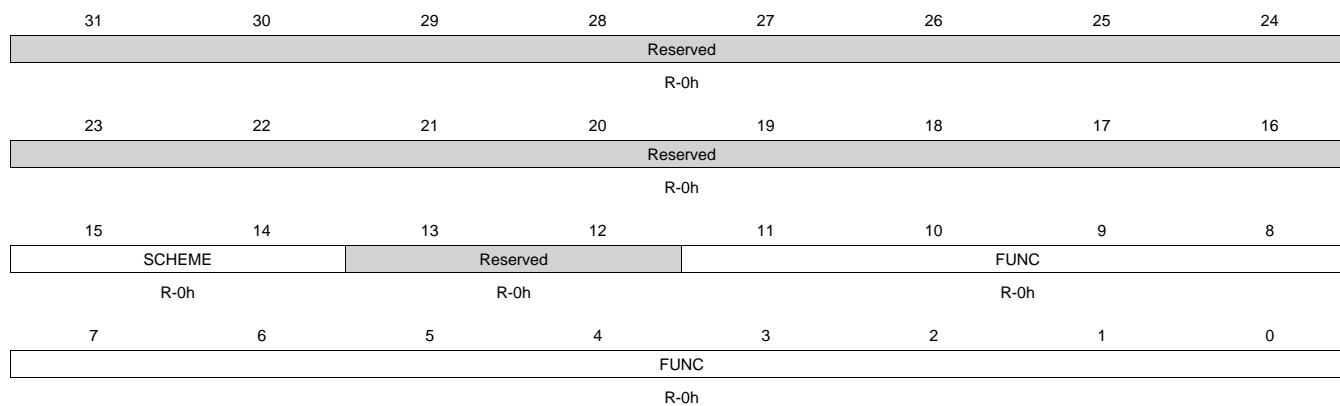 31 30 29 28 27 26 25 24
Reserved
R-0h
23 22 21 20 19 18 17 16
Reserved
R-0h
15 14 13 12 11 10 9 8
SCHEME Reserved FUNC
R-0h R-0h R-0h
7 6 5 4 3 2 1 0
FUNC
R-0h